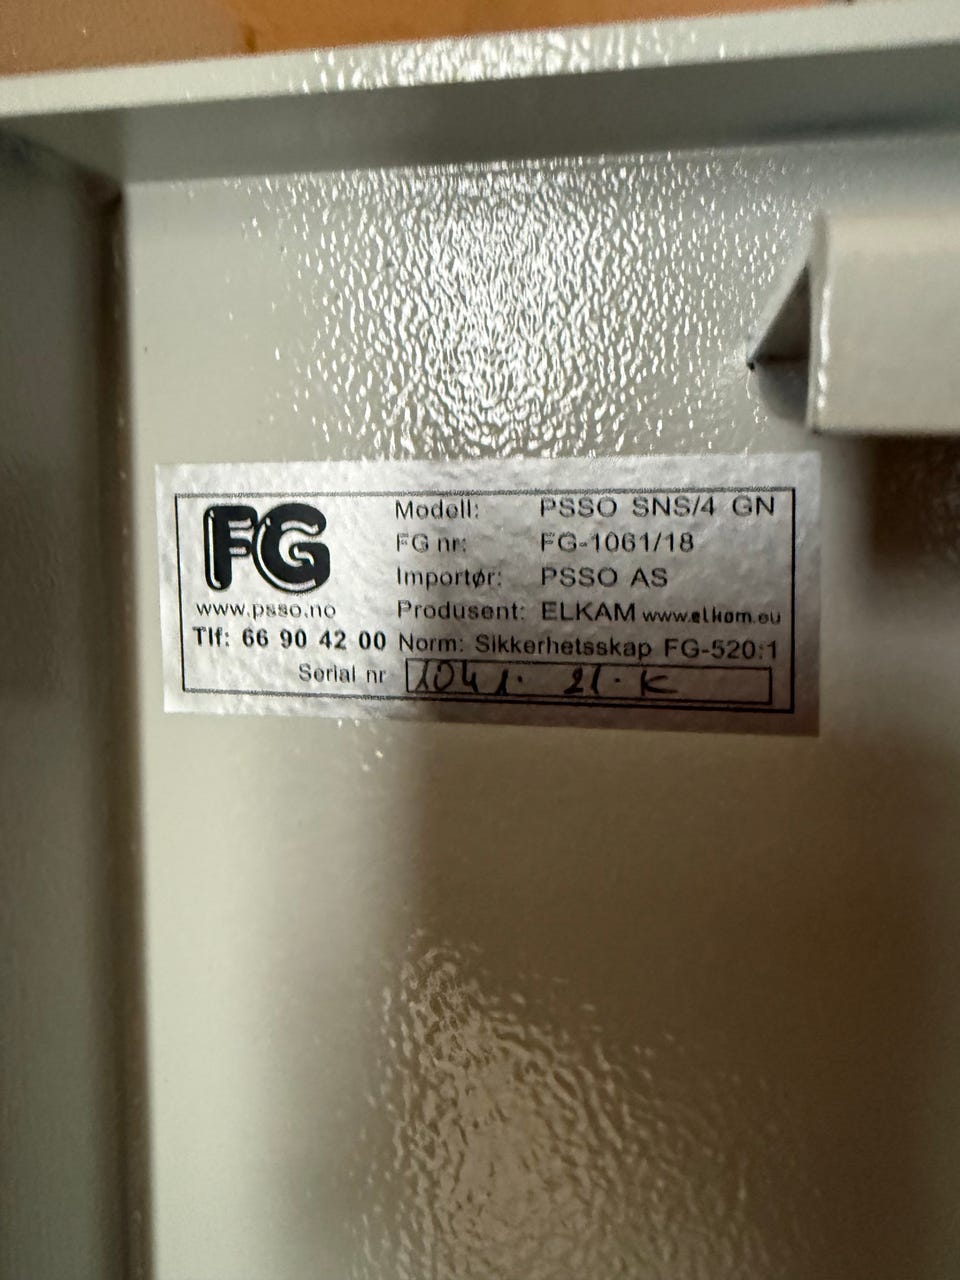 FG
Modell: PSSO SNS/4 GN
FG nr: FG-1061/18
Importør: PSSO AS
www.psso.no
Produsent: ELKAM www.elkam.eu
Tlf: 66 90 42 00
Norm: Sikkerhetsskap FG-520:1
Serial nr 1041. 21. K